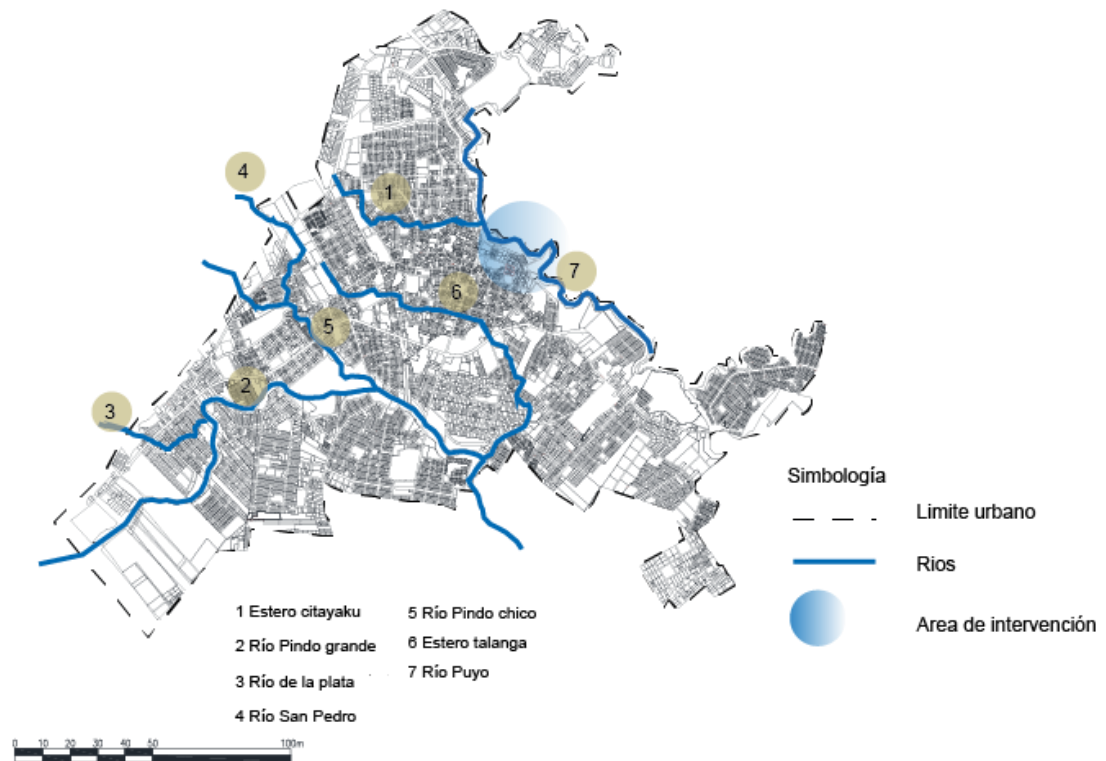 4
1
7
6
5
2
3
Simbología
Limite urbano
Rios
Area de intervención
1 Estero citayaku
2 Río Pindo grande
3 Río de la plata
4 Río San Pedro
5 Río Pindo chico
6 Estero talanga
7 Río Puyo
0 10 20 30 40 50 100m